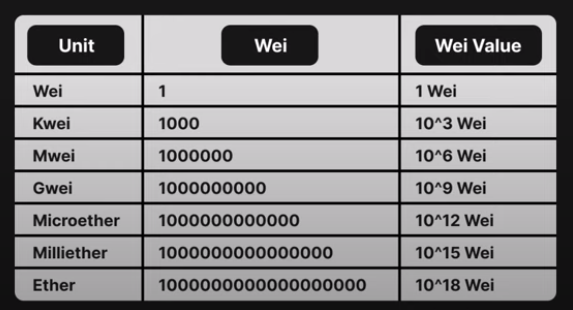 Unit Wei Wei Value
Wei 1 1 Wei
Kwei 1000 10^3 Wei
Mwei 1000000 10^6 Wei
Gwei 1000000000 10^9 Wei
Microether 1000000000000 10^12 Wei
Milliether 1000000000000000 10^15 Wei
Ether 1000000000000000000 10^18 Wei